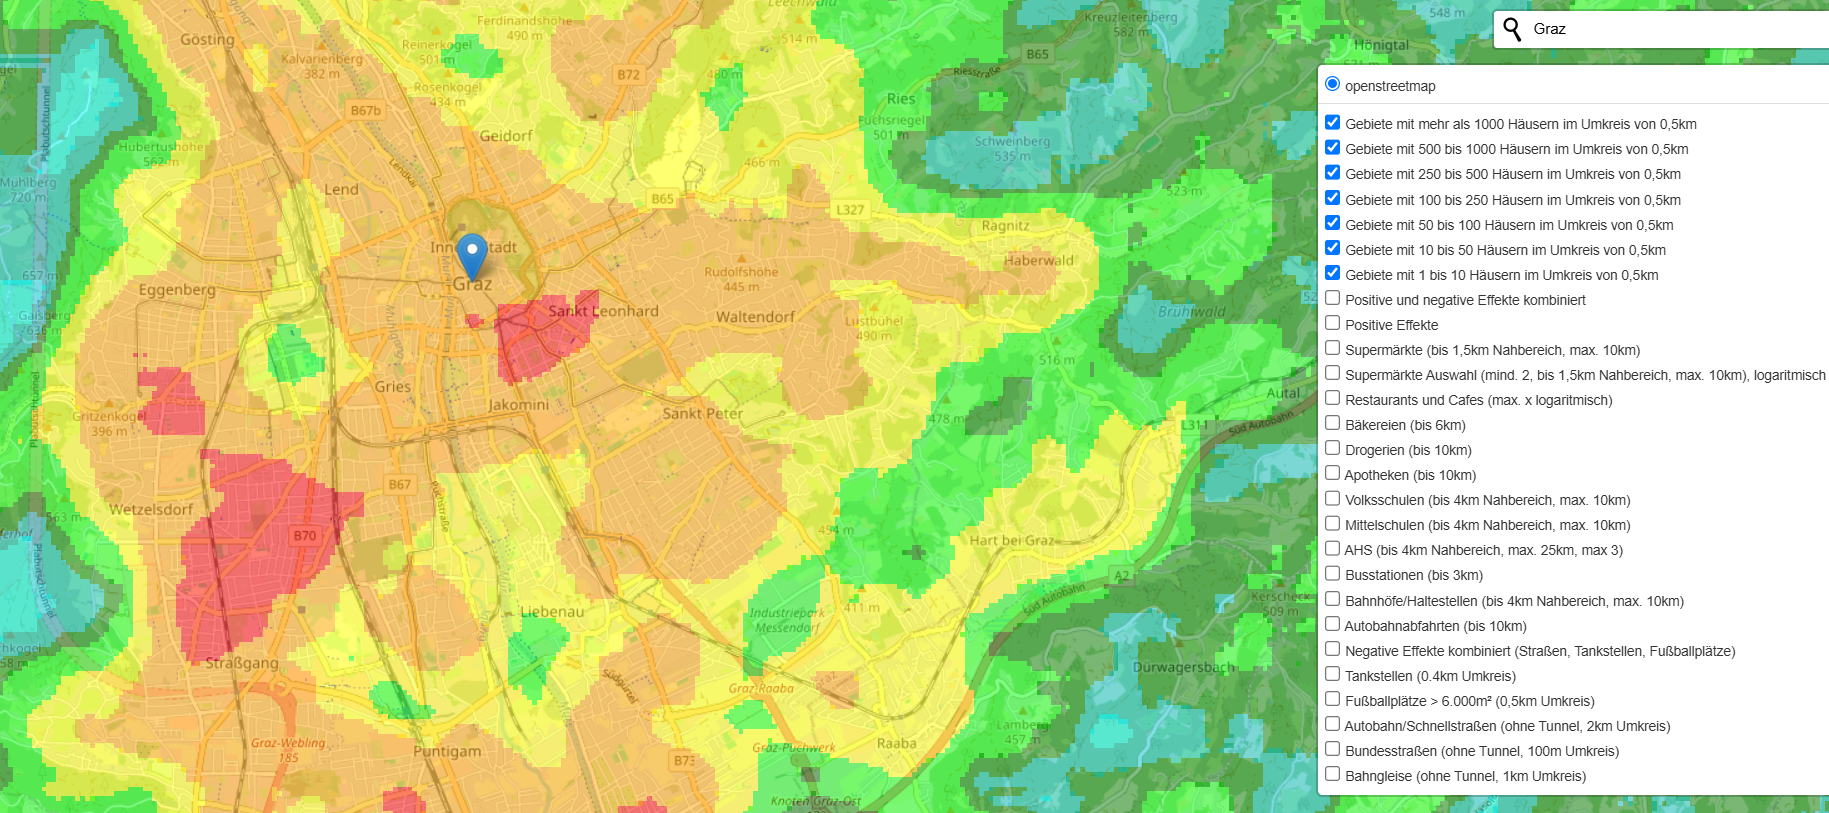 Graz
openstreetmap
Gebiete mit mehr als 1000 Häusern im Umkreis von 0,5km
Gebiete mit 500 bis 1000 Häusern im Umkreis von 0,5km
Gebiete mit 250 bis 500 Häusern im Umkreis von 0,5km
Gebiete mit 100 bis 250 Häusern im Umkreis von 0,5km
Gebiete mit 50 bis 100 Häusern im Umkreis von 0,5km
Gebiete mit 10 bis 50 Häusern im Umkreis von 0,5km
Gebiete mit 1 bis 10 Häusern im Umkreis von 0,5km
Positive und negative Effekte kombiniert
Positive Effekte
Supermärkte (bis 1,5km Nahbereich, max. 10km)
Supermärkte Auswahl (mind. 2, bis 1,5km Nahbereich, max. 10km), logaritmisch
Restaurants und Cafes (max. x logaritmisch)
Bäkereien (bis 6km)
Drogerien (bis 10km)
Apotheken (bis 10km)
Volksschulen (bis 4km Nahbereich, max. 10km)
Mittelschulen (bis 4km Nahbereich, max. 10km)
AHS (bis 4km Nahbereich, max. 25km, max 3)
Busstationen (bis 3km)
Bahnhöfe/Haltestellen (bis 4km Nahbereich, max. 10km)
Autobahnabfahrten (bis 10km)
Negative Effekte kombiniert (Straßen, Tankstellen, Fußballplätze)
Tankstellen (0.4km Umkreis)
Fußballplätze > 6.000m² (0,5km Umkreis)
Autobahn/Schnellstraßen (ohne Tunnel, 2km Umkreis)
Bundesstraßen (ohne Tunnel, 100m Umkreis)
Bahngleise (ohne Tunnel, 1km Umkreis)
Leechwald
548 m
Ferdinandshöhe
490 m
Kreuzleitenberg
582 m
Gösting
514 m
Hönigtal
Reinerkogel
501 m
B65
Kalvarienberg
382 m
B72
480 m
Riesstraße
Rosenkogel
434 m
Ries
B67b
Plabutschtunnel
Geidorf
Fuchsriegel
501 m
Hubertushöhe
562 m
Schweinberg
535 m
466 m
Lendkai
Muhlberg
720 m
Lend
B65
523 m
L327
Ragnitz
Graz
Haberwald
657 m
Rudolfshöhe
445 m
Eggenberg
Gaisberg
636 m
Sankt Leonhard
Waltendorf
Lustbühel
490 m
Bruhlwald
516 m
Plabutschtunnel
Gries
Autal
Jakomini
Sankt Peter
Gritzenkogel
396 m
478 m
L311
Süd Autobahn
B67
Puchstraße
Wetzelsdorf
563 m
454 m
B70
Hart bei Graz
Plabutschtunnel
A2
Süd Autobahn
Kerscheck
509 m
Liebenau
Industriepark
Messendorf
411 m
Straßgang
Dürwagersbach
Südgürtel
Graz-Raaba
Lamberg
457 m
Graz-Webling
185
Puntigam
Graz-Puchwerk
Raaba
B73
Knoten Graz-Ost